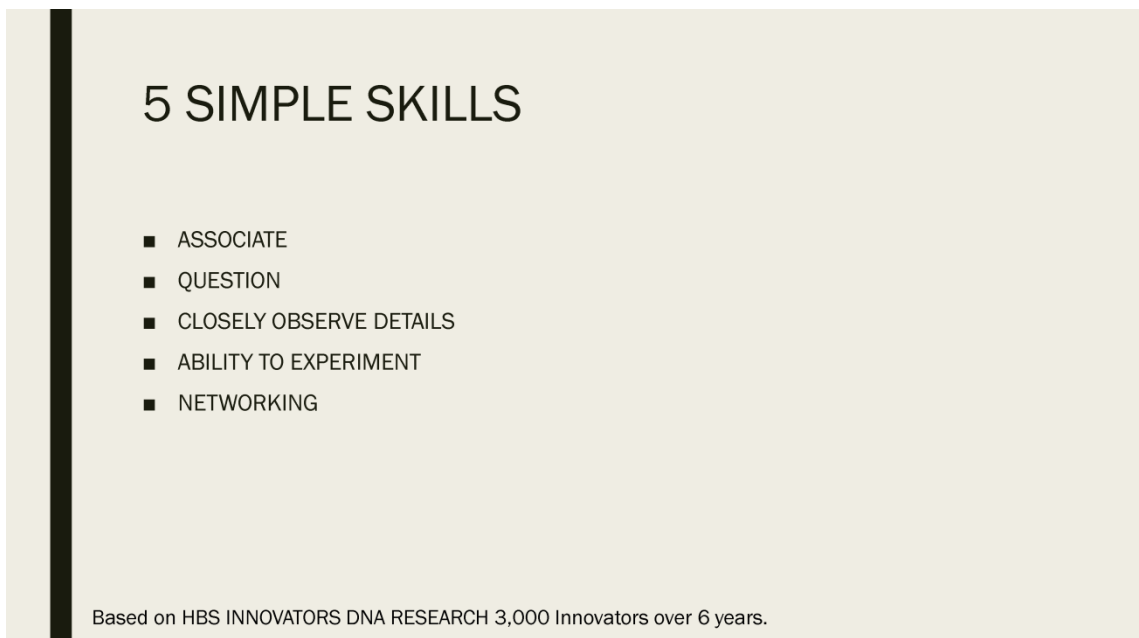 5 SIMPLE SKILLS
■ ASSOCIATE
■ QUESTION
■ CLOSELY OBSERVE DETAILS
■ ABILITY TO EXPERIMENT
■ NETWORKING
Based on HBS INNOVATORS DNA RESEARCH 3,000 Innovators over 6 years.